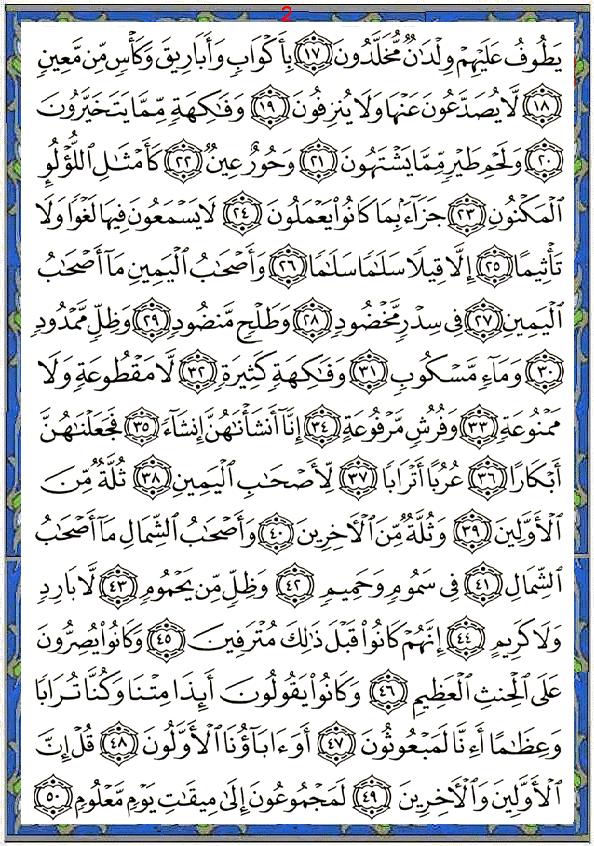 2
يَطُوفُ عَلَيْهِمْ وِلْدَٰنٌ مُّخَلَّدُونَ ﴿١٧﴾ بِأَكْوَابٍ وَأَبَارِيقَ وَكَأْسٍ مِّن مَّعِينٍ
﴿١٨﴾ لَّا يُصَدَّعُونَ عَنْهَا وَلَا يُنزِفُونَ ﴿١٩﴾ وَفَٰكِهَةٍ مِّمَّا يَتَخَيَّرُونَ
﴿٢٠﴾ وَلَحْمِ طَيْرٍ مِّمَّا يَشْتَهُونَ ﴿٢١﴾ وَحُورٌ عِينٌ ﴿٢٢﴾ كَأَمْثَٰلِ ٱللُّؤْلُؤِ
ٱلْمَكْنُونِ ﴿٢٣﴾ جَزَآءًۢ بِمَا كَانُوا۟ يَعْمَلُونَ ﴿٢٤﴾ لَا يَسْمَعُونَ فِيهَا لَغْوًا وَلَا
تَأْثِيمًا ﴿٢٥﴾ إِلَّا قِيلًا سَلَٰمًا سَلَٰمًا ﴿٢٦﴾ وَأَصْحَٰبُ ٱلْيَمِينِ مَآ أَصْحَٰبُ
ٱلْيَمِينِ ﴿٢٧﴾ فِى سِدْرٍ مَّخْضُودٍ ﴿٢٨﴾ وَطَلْحٍ مَّنضُودٍ ﴿٢٩﴾ وَظِلٍّ مَّمْدُودٍ
﴿٣٠﴾ وَمَآءٍ مَّسْكُوبٍ ﴿٣١﴾ وَفَٰكِهَةٍ كَثِيرَةٍ ﴿٣٢﴾ لَّا مَقْطُوعَةٍ وَلَا
مَمْنُوعَةٍ ﴿٣٣﴾ وَفُرُشٍ مَّرْفُوعَةٍ ﴿٣٤﴾ إِنَّآ أَنشَأْنَٰهُنَّ إِنشَآءً ﴿٣٥﴾ فَجَعَلْنَٰهُنَّ
أَبْكَارًا ﴿٣٦﴾ عُرُبًا أَتْرَابًا ﴿٣٧﴾ لِّأَصْحَٰبِ ٱلْيَمِينِ ﴿٣٨﴾ ثُلَّةٌ مِّنَ
ٱلْأَوَّلِينَ ﴿٣٩﴾ وَثُلَّةٌ مِّنَ ٱلْأَخِرِينَ ﴿٤٠﴾ وَأَصْحَٰبُ ٱلشِّمَالِ مَآ أَصْحَٰبُ
ٱلشِّمَالِ ﴿٤١﴾ فِى سَمُومٍ وَحَمِيمٍ ﴿٤٢﴾ وَظِلٍّ مِّن يَحْمُومٍ ﴿٤٣﴾ لَّا بَارِدٍ
وَلَا كَرِيمٍ ﴿٤٤﴾ إِنَّهُمْ كَانُوا۟ قَبْلَ ذَٰلِكَ مُتْرَفِينَ ﴿٤٥﴾ وَكَانُوا۟ يُصِرُّونَ
عَلَى ٱلْحِنثِ ٱلْعَظِيمِ ﴿٤٦﴾ وَكَانُوا۟ يَقُولُونَ أَئِذَا مِتْنَا وَكُنَّا تُرَابًا
وَعِظَٰمًا أَءِنَّا لَمَبْعُوثُونَ ﴿٤٧﴾ أَوَءَابَآؤُنَا ٱلْأَوَّلُونَ ﴿٤٨﴾ قُلْ إِنَّ
ٱلْأَوَّلِينَ وَٱلْأَخِرِينَ ﴿٤٩﴾ لَمَجْمُوعُونَ إِلَىٰ مِيقَٰتِ يَوْمٍ مَّعْلُومٍ ﴿٥٠﴾